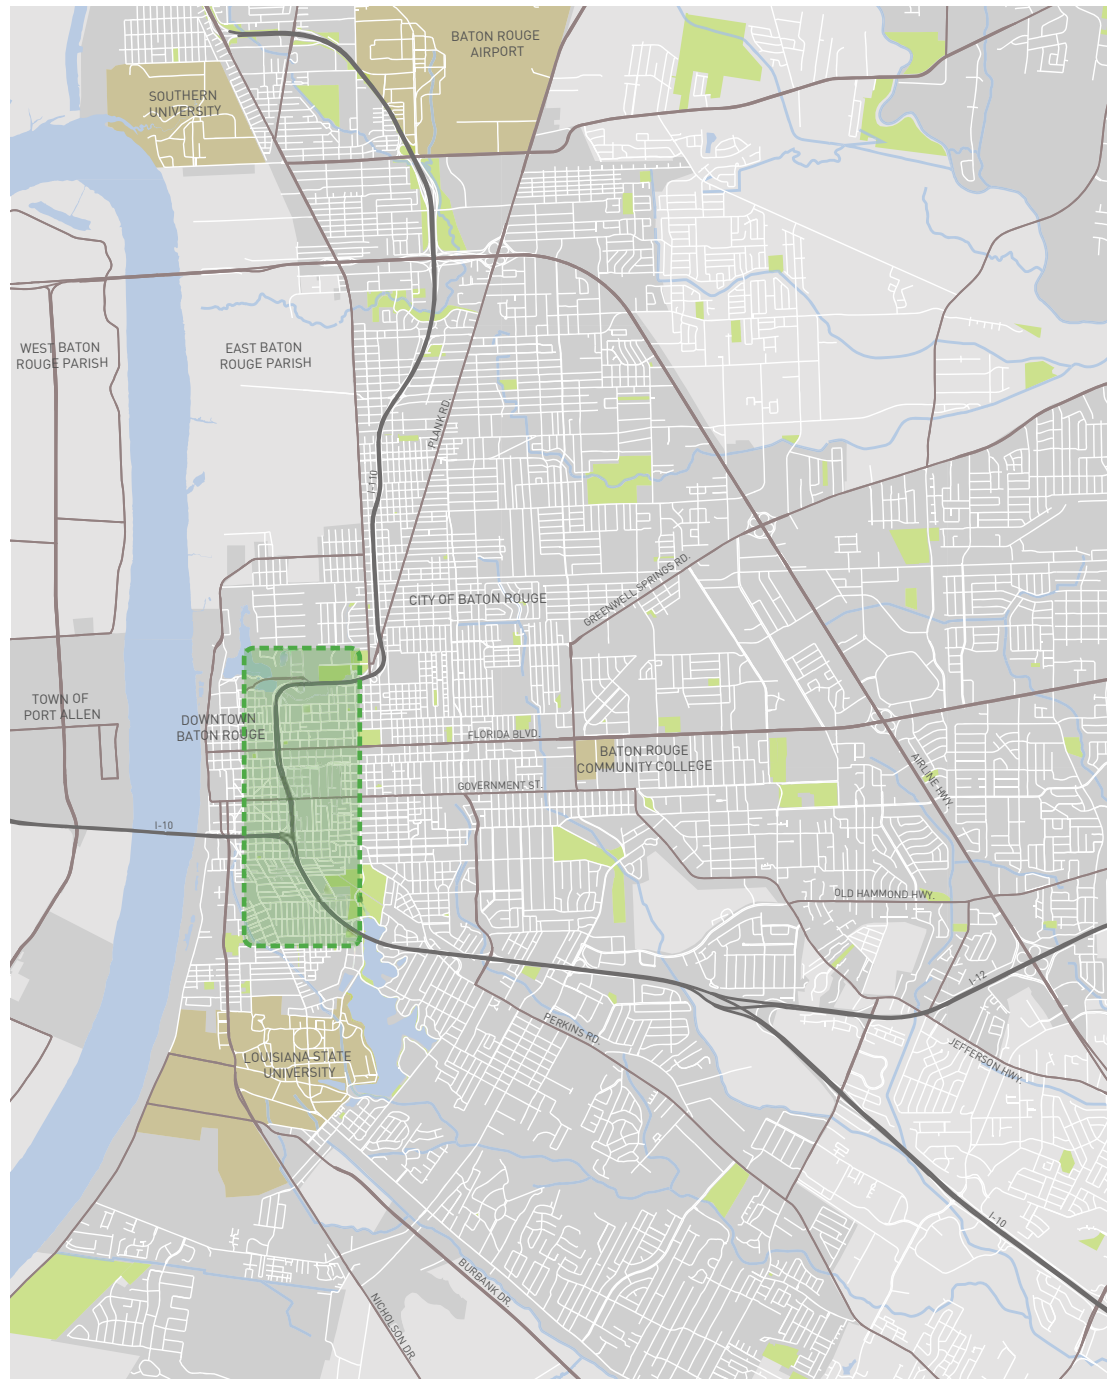 BATON ROUGE
AIRPORT
SOUTHERN
UNIVERSITY
WEST BATON
ROUGE PARISH
EAST BATON
ROUGE PARISH
PLANK RD.
I-110
CITY OF BATON ROUGE
GREENWELL SPRINGS RD.
TOWN OF
PORT ALLEN
DOWNTOWN
BATON ROUGE
FLORIDA BLVD.
BATON ROUGE
COMMUNITY COLLEGE
GOVERNMENT ST.
AIRLINE HWY.
I-10
OLD HAMMOND HWY.
I-12
PERKINS RD.
JEFFERSON HWY.
LOUISIANA STATE
UNIVERSITY
I-10
BURBANK DR.
NICHOLSON DR